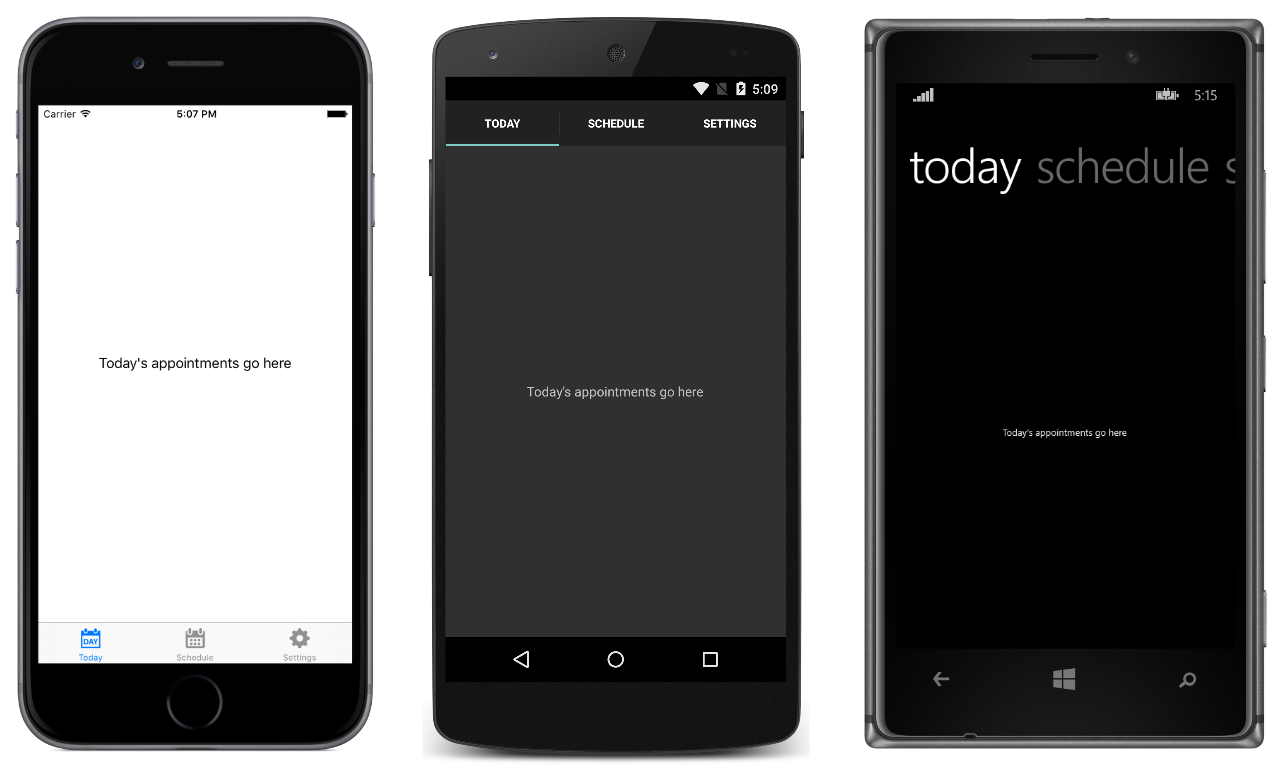 Carrier 5:07 PM
Today's appointments go here
DAY
Today Schedule Settings
5:09
TODAY SCHEDULE SETTINGS
Today's appointments go here
5:15
today schedule s
Today's appointments go here